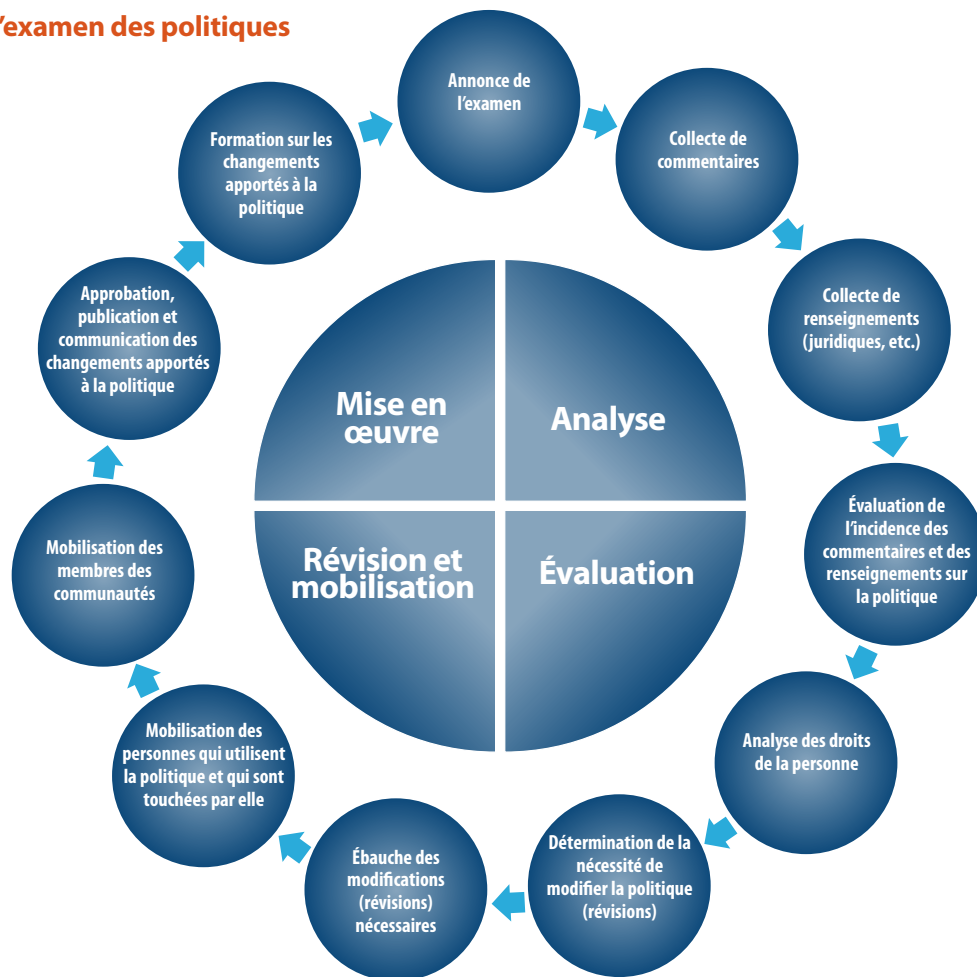 l'examen des politiques
Annonce de
l'examen
Collecte de
commentaires
Collecte de
renseignements
(juridiques, etc.)
Évaluation de
l'incidence des
commentaires et des
renseignements sur
la politique
Analyse des droits
de la personne
Détermination de la
nécessité de
modifier la politique
(révisions)
Ébauche des
modifications
(révisions)
nécessaires
Mobilisation des
personnes qui utilisent
la politique et qui sont
touchées par elle
Mobilisation des
membres des
communautés
Approbation,
publication et
communication des
changements apportés
à la politique
Formation sur les
changements
apportés à la
politique
Mise en
œuvre
Analyse
Révision et
mobilisation
Évaluation